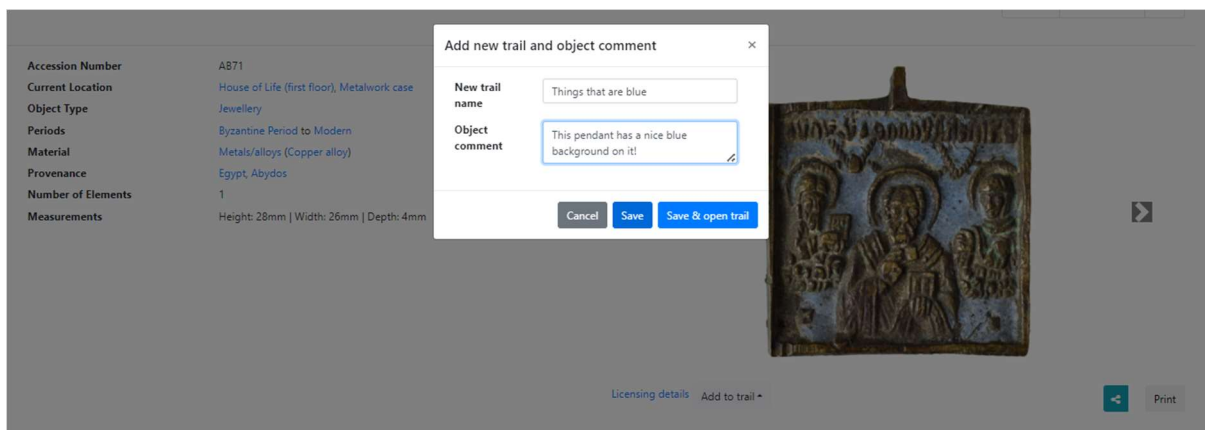 Add new trail and object comment ×
New trail name
Things that are blue
Object comment
This pendant has a nice blue
background on it!
Cancel Save Save & open trail
Accession Number AB71
Current Location House of Life (first floor), Metalwork case
Object Type Jewellery
Periods Byzantine Period to Modern
Material Metals/alloys (Copper alloy)
Provenance Egypt, Abydos
Number of Elements 1
Measurements Height: 28mm | Width: 26mm | Depth: 4mm
Licensing details Add to trail
Print